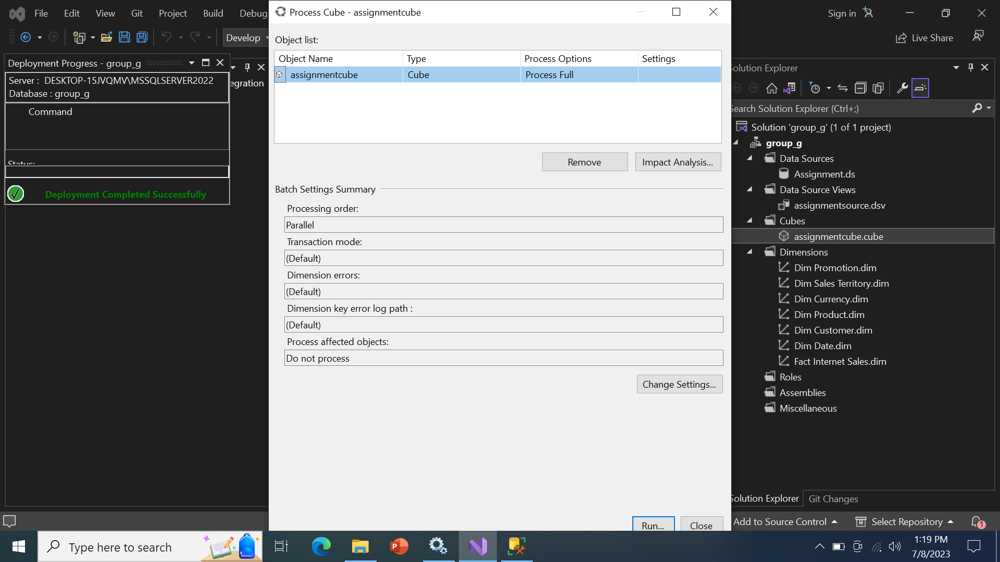 File Edit View Git Project Build Debug
Process Cube - assignmentcube
Sign in
Develop
Live Share
Deployment Progress - group_g
Server : DESKTOP-15JVQMV\MSSQLSERVER2022
Database : group_g
egration
Command
Status:
Deployment Completed Successfully
Object list:
Object Name Type Process Options Settings
assignmentcube Cube Process Full
Remove Impact Analysis...
Batch Settings Summary
Processing order:
Parallel
Transaction mode:
(Default)
Dimension errors:
(Default)
Dimension key error log path :
(Default)
Process affected objects:
Do not process
Change Settings...
Run... Close
Solution Explorer
Search Solution Explorer (Ctrl+;)
Solution 'group_g' (1 of 1 project)
group_g
Data Sources
Assignment.ds
Data Source Views
assignmentsource.dsv
Cubes
assignmentcube.cube
Dimensions
Dim Promotion.dim
Dim Sales Territory.dim
Dim Currency.dim
Dim Product.dim
Dim Customer.dim
Dim Date.dim
Fact Internet Sales.dim
Roles
Assemblies
Miscellaneous
Solution Explorer Git Changes
Add to Source Control Select Repository 1
Type here to search
P
1:19 PM
7/8/2023